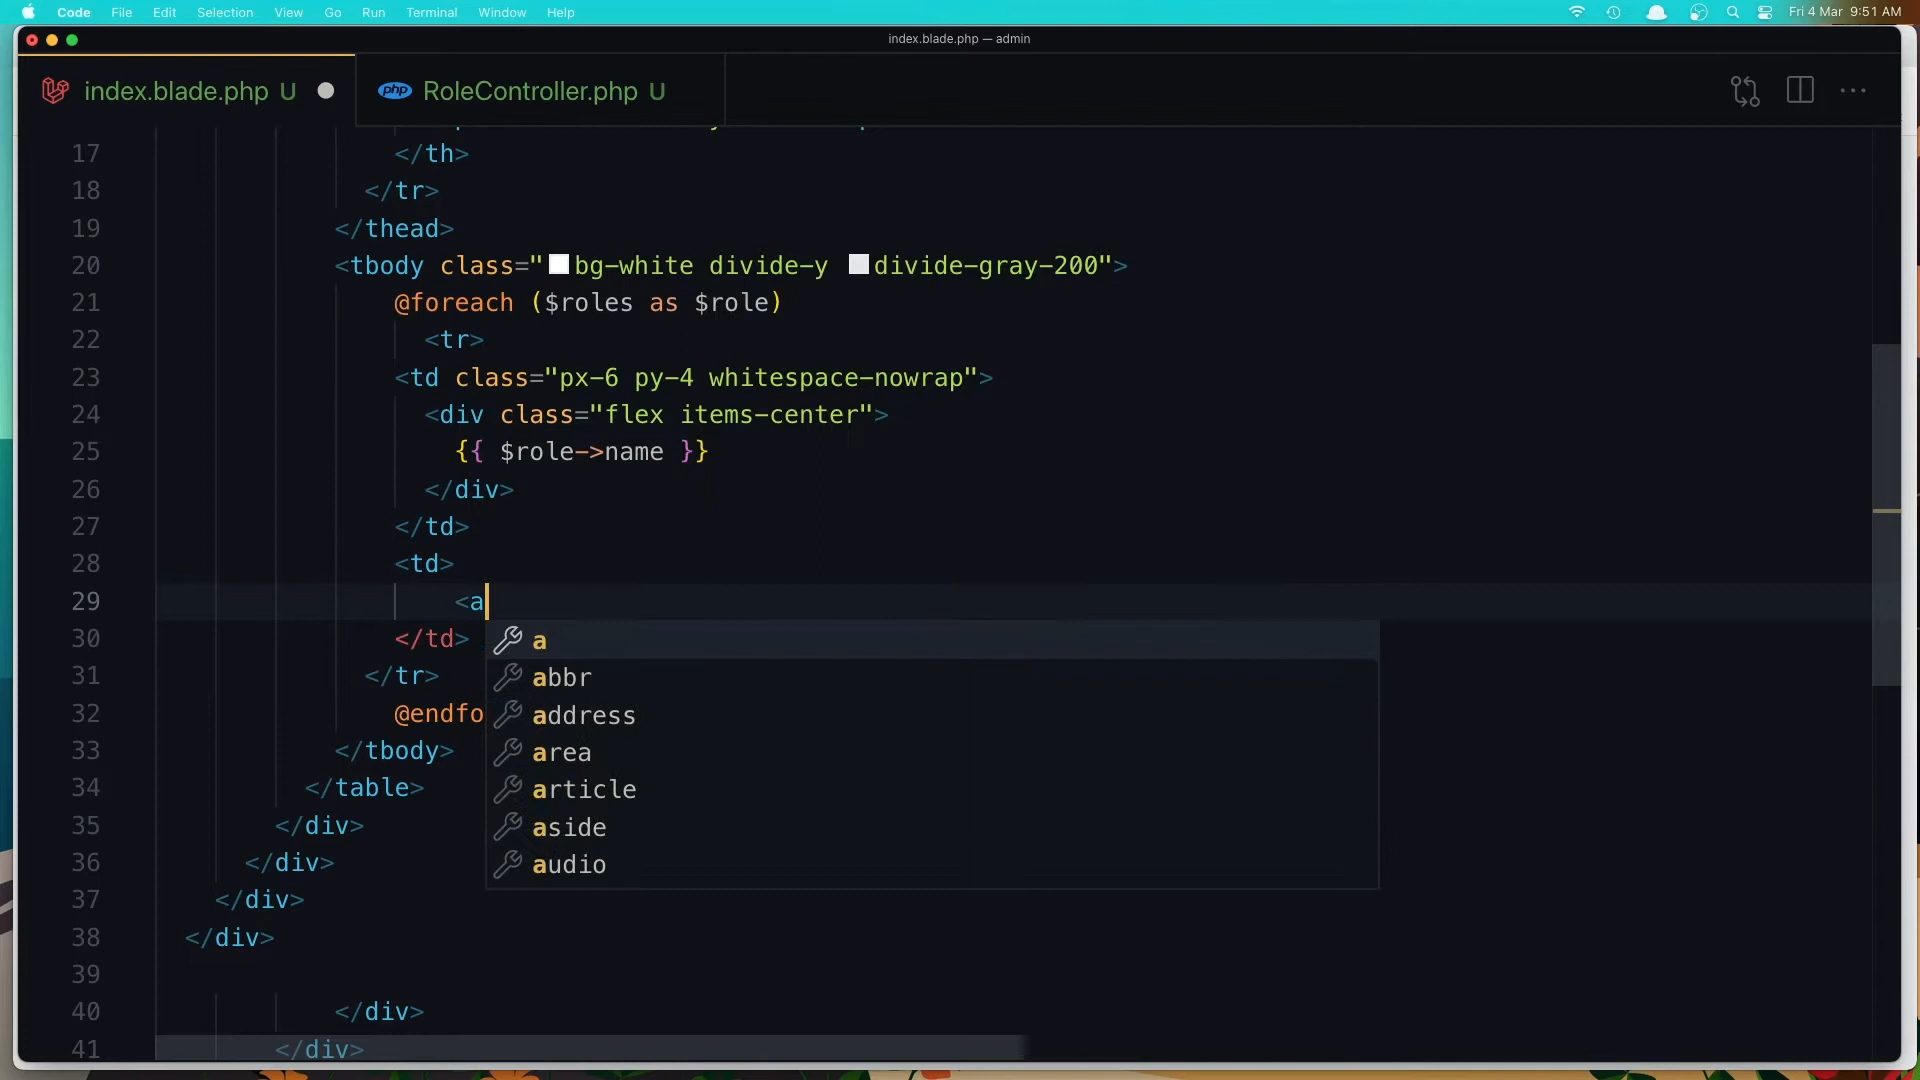 Code File Edit Selection View Go Run Terminal Window Help Fri 4 Mar 9:51 AM
index.blade.php — admin
index.blade.php U php RoleController.php U
17 </th>
18 </tr>
19 </thead>
20 <tbody class="bg-white divide-y divide-gray-200">
21 @foreach ($roles as $role)
22 <tr>
23 <td class="px-6 py-4 whitespace-nowrap">
24 <div class="flex items-center">
25 {{ $role->name }}
26 </div>
27 </td>
28 <td>
29 <a
30 </td> a
31 </tr> abbr
32 @endfo address
33 </tbody> area
34 </table> article
35 </div> aside
36 </div> audio
37 </div>
38 </div>
39
40 </div>
41 </div>